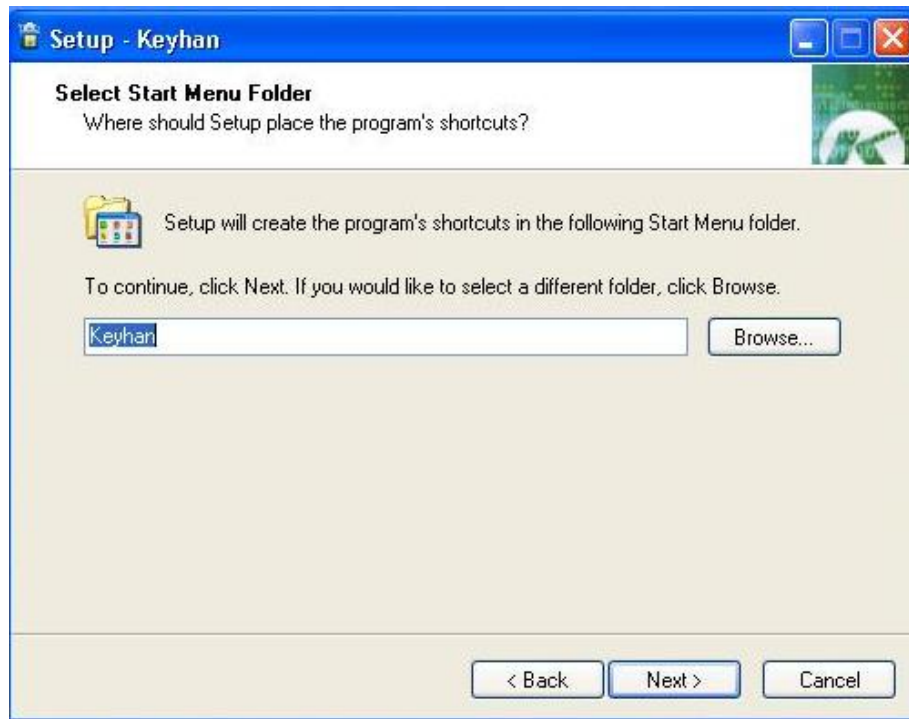 Setup - Keyhan
Select Start Menu Folder
Where should Setup place the program's shortcuts?
Setup will create the program's shortcuts in the following Start Menu folder.
To continue, click Next. If you would like to select a different folder, click Browse.
Keyhan
Browse...
< Back
Next >
Cancel